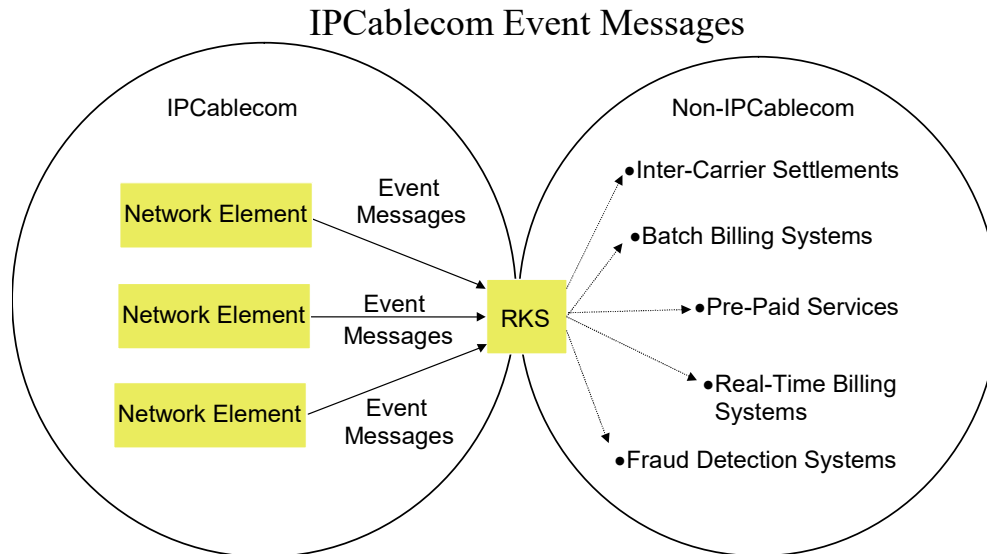 IPCablecom Event Messages
IPCablecom
Non-IPCablecom
Network Element
Event
Messages
Network Element
Event
Messages
Network Element
Event
Messages
RKS
•Inter-Carrier Settlements
•Batch Billing Systems
•Pre-Paid Services
•Real-Time Billing
Systems
•Fraud Detection Systems